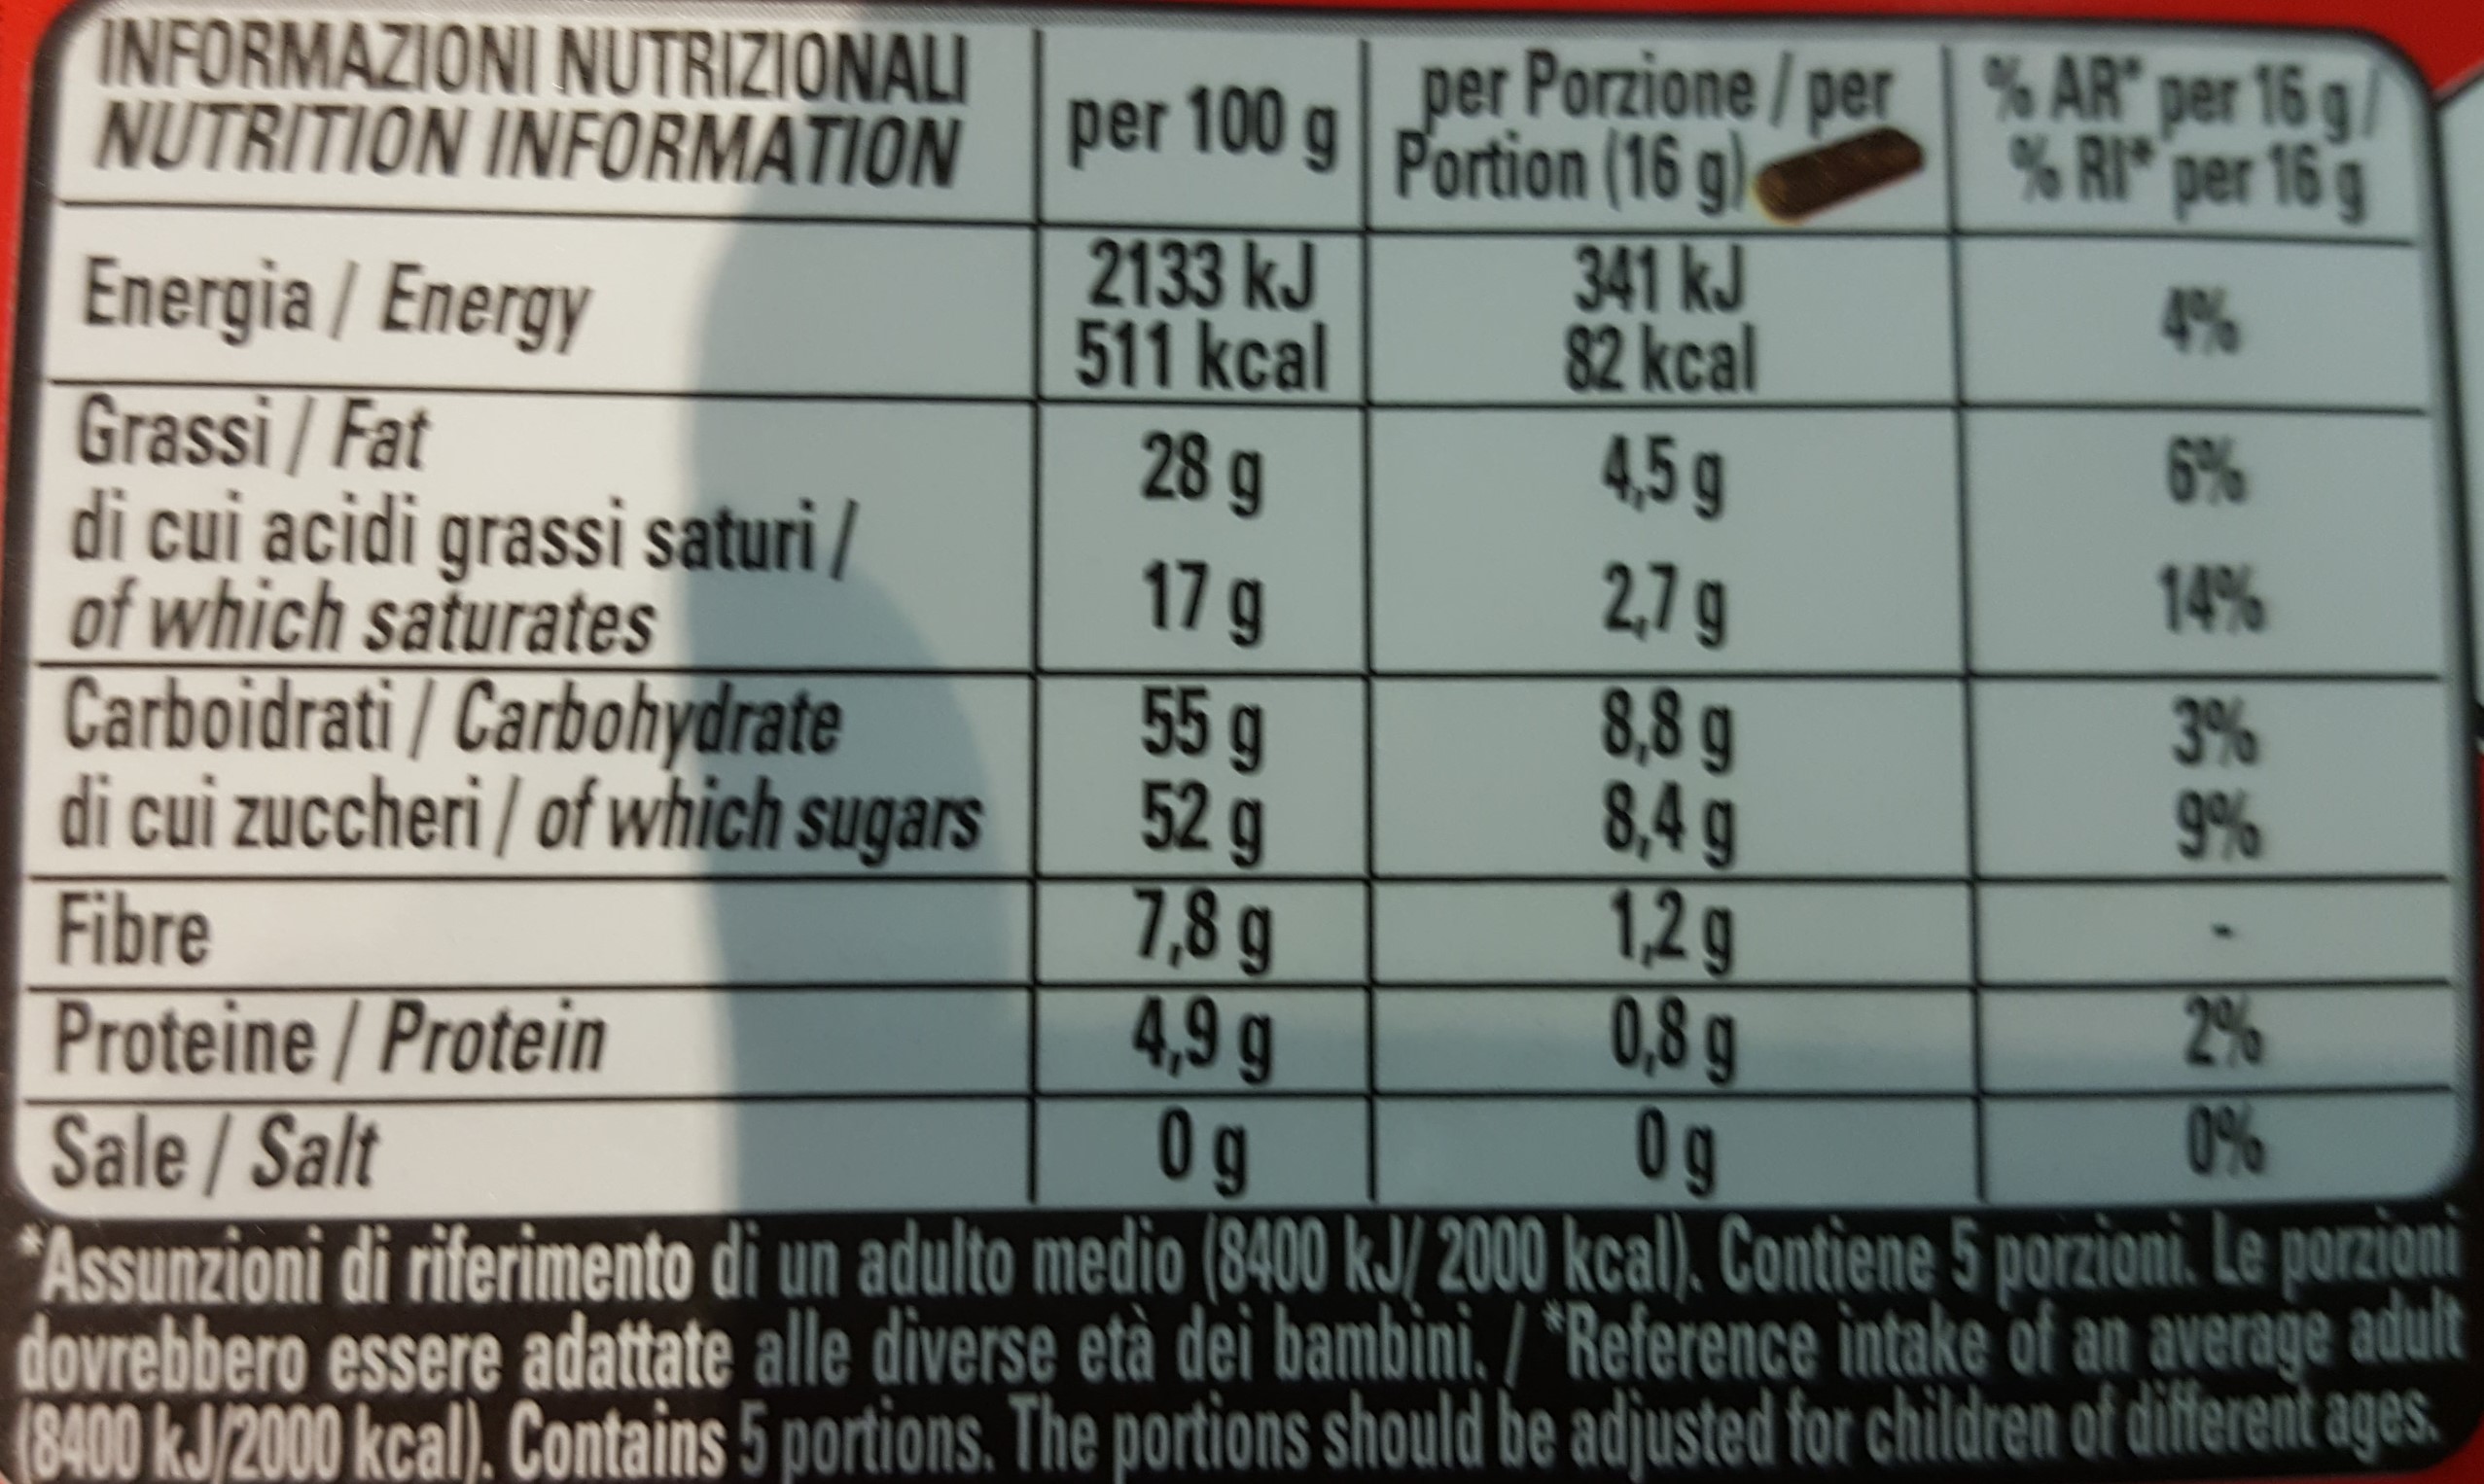 INFORMAZIONI NUTRIZIONALI
NUTRITION INFORMATION
per 100 g
per Porzione / per
Portion (16 g)
% AR* per 16 g /
% RI* per 16 g
Energia / Energy
2133 kJ
511 kcal
341 kJ
82 kcal
4%
Grassi / Fat
28 g
4,5 g
6%
di cui acidi grassi saturi /
of which saturates
17 g
2,7 g
14%
Carboidrati / Carbohydrate
55 g
8,8 g
3%
di cui zuccheri / of which sugars
52 g
8,4 g
9%
Fibre
7,8 g
1,2 g
-
Proteine / Protein
4,9 g
0,8 g
2%
Sale / Salt
0 g
0 g
0%
*Assunzioni di riferimento di un adulto medio (8400 kJ/ 2000 kcal). Contiene 5 porzioni. Le porzioni
dovrebbero essere adattate alle diverse età dei bambini. / *Reference intake of an average adult
(8400 kJ/2000 kcal). Contains 5 portions. The portions should be adjusted for children of different ages.